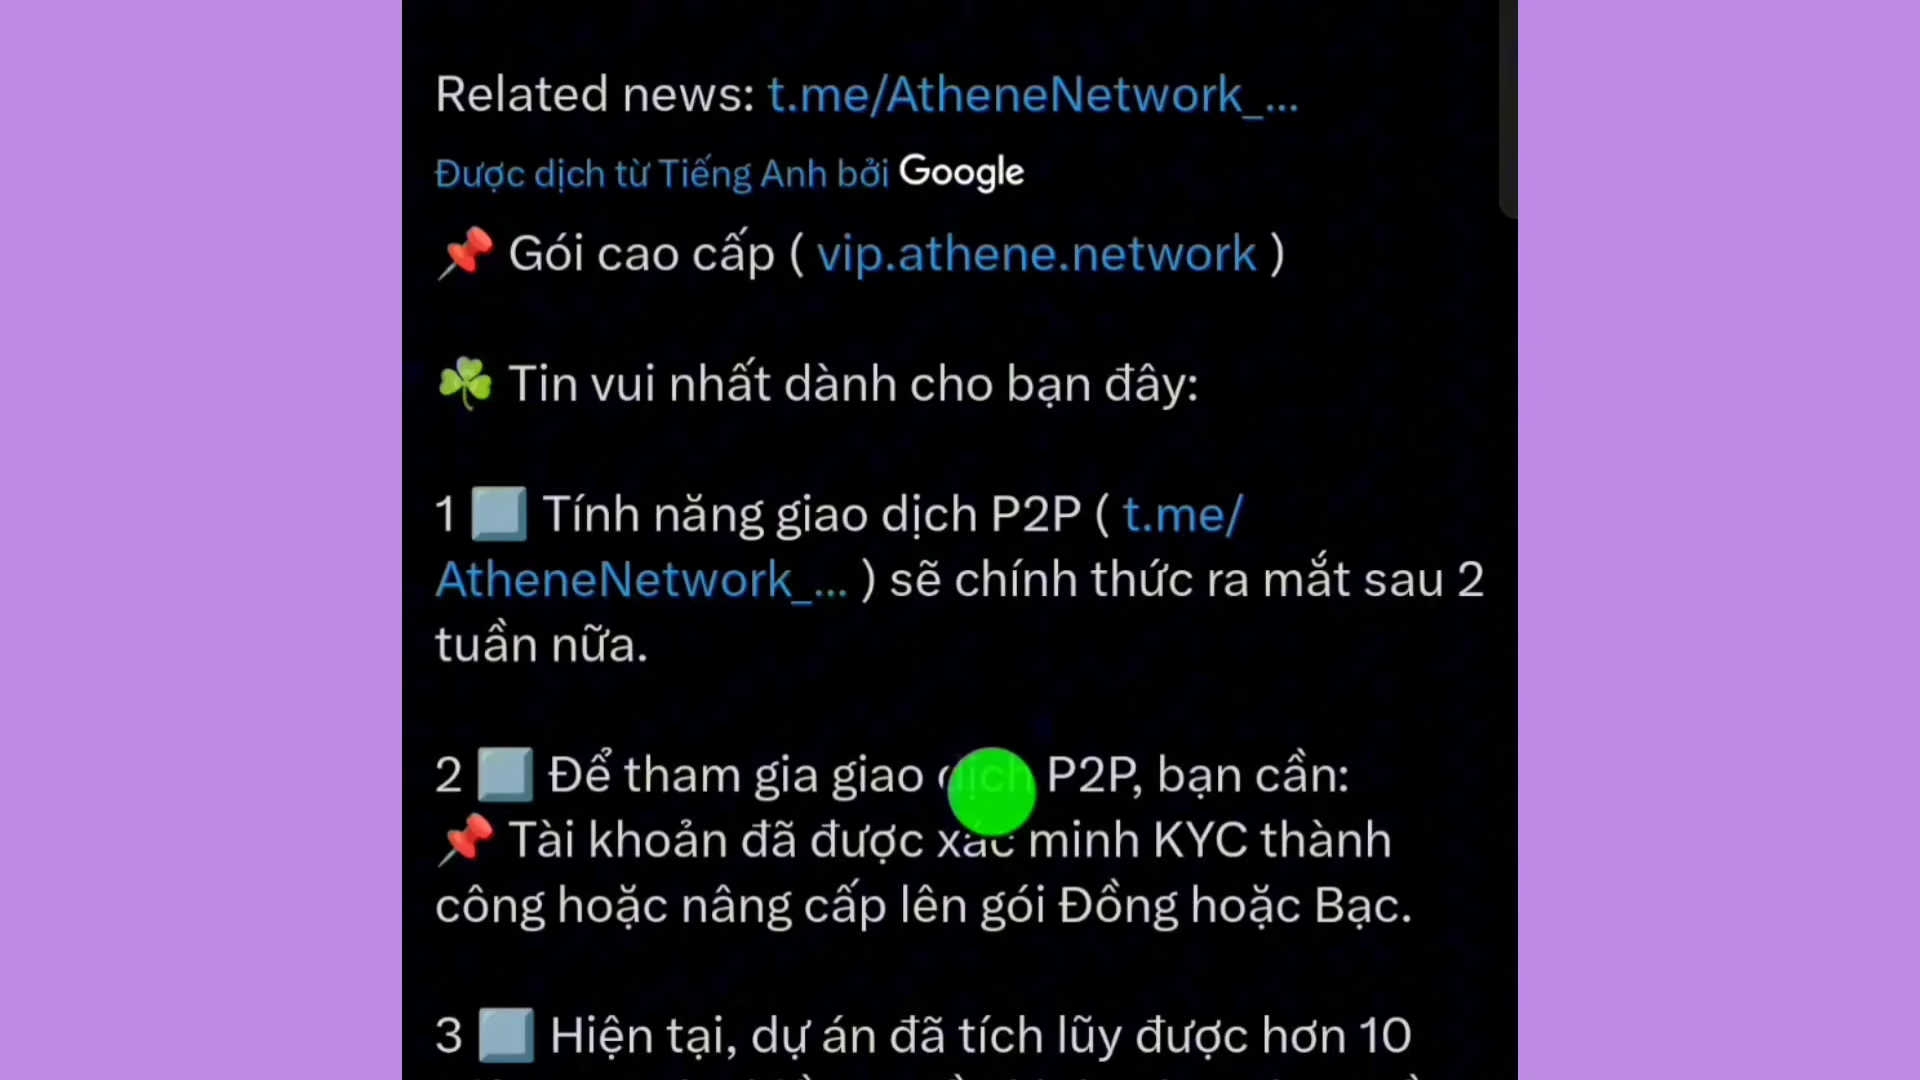 Related news: t.me/AtheneNetwork_...
Được dịch từ Tiếng Anh bởi Google
📌 Gói cao cấp ( vip.athene.network )
☘️ Tin vui nhất dành cho bạn đây:
1 Tính năng giao dịch P2P ( t.me/
AtheneNetwork_... ) sẽ chính thức ra mắt sau 2
tuần nữa.
2 Để tham gia giao dịch P2P, bạn cần:
📌 Tài khoản đã được xác minh KYC thành
công hoặc nâng cấp lên gói Đồng hoặc Bạc.
3 Hiện tại, dự án đã tích lũy được hơn 10